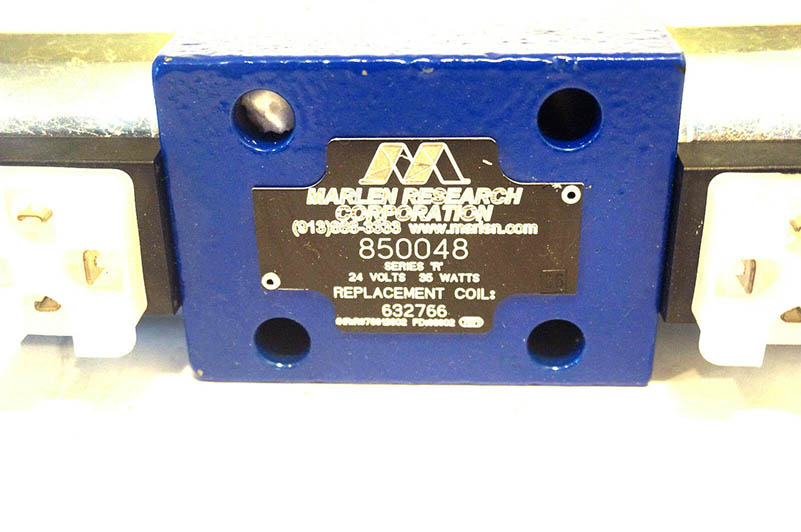 MARLEN RESEARCH
CORPORATION
www.marlen.com
850048
SERIES "A"
24 VOLTS 35 WATTS
REPLACEMENT COIL:
632766